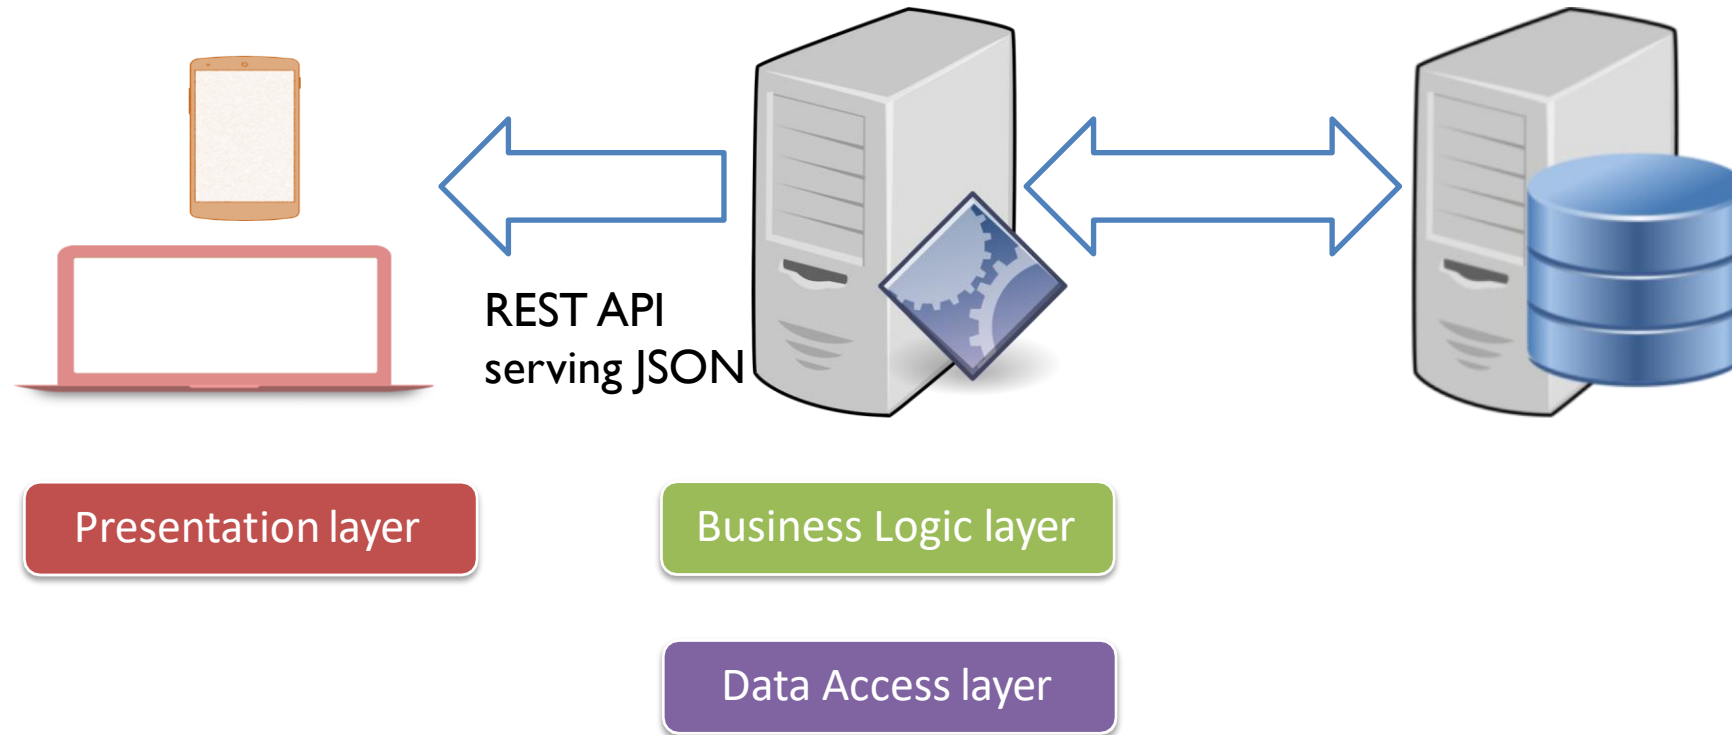 REST API
serving JSON
Presentation layer
Business Logic layer
Data Access layer